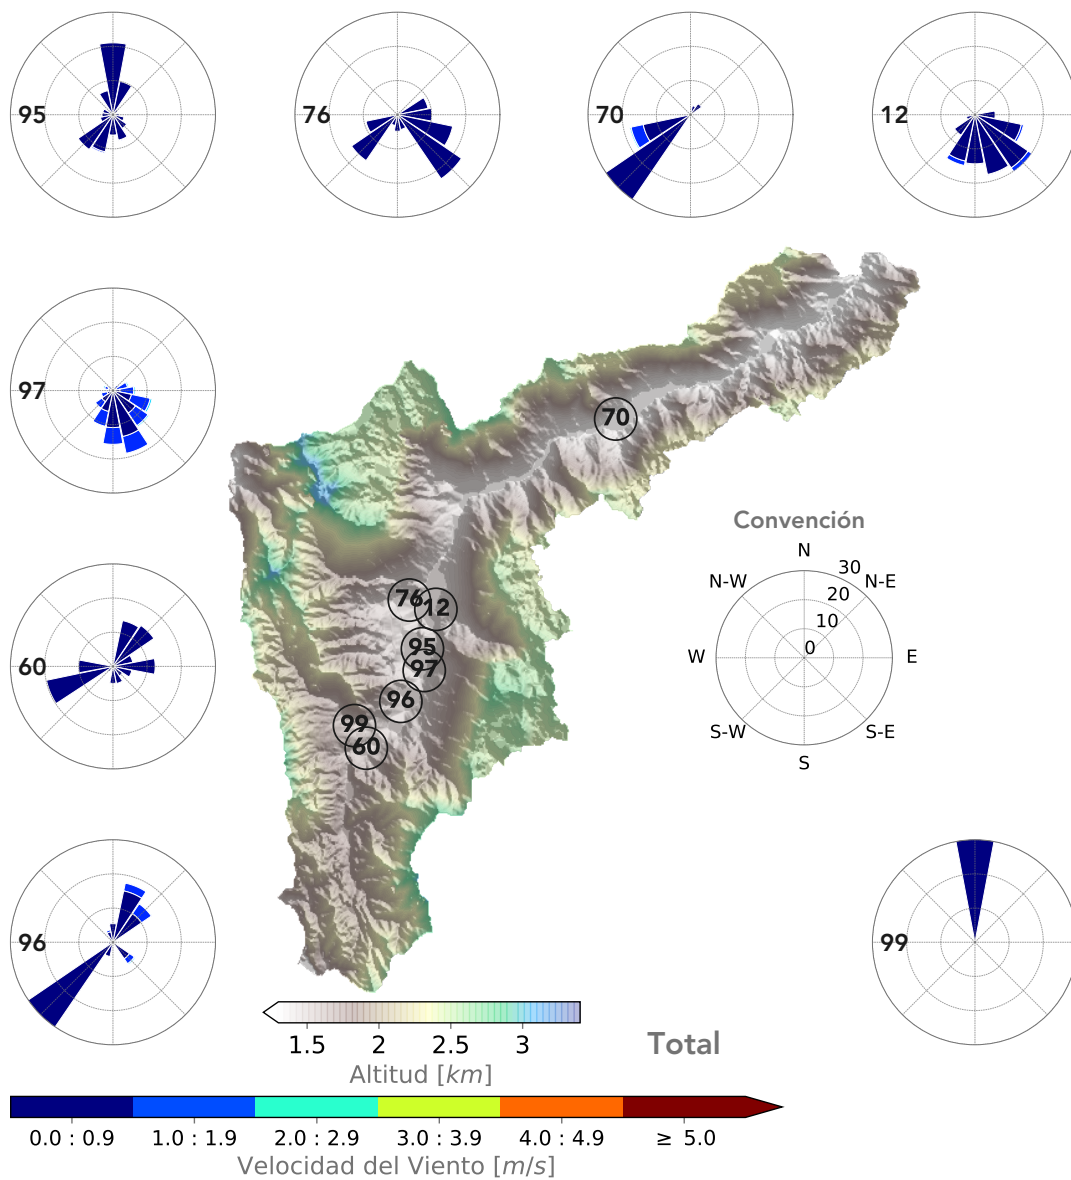 95
76
70
12
97
70
Convención
N
N-W
N-E
30
20
10
0
W
E
S-W
S-E
S
76
12
95
97
96
99
60
60
96
99
1.5 2 2.5 3
Altitud [km]
Total
0.0 : 0.9 1.0 : 1.9 2.0 : 2.9 3.0 : 3.9 4.0 : 4.9 ≥ 5.0
Velocidad del Viento [m/s]